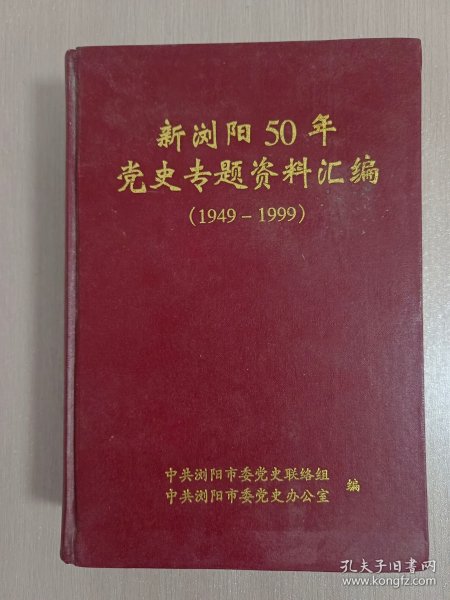 新浏阳50年
党史专题资料汇编
(1949-1999)
中共浏阳市委党史联络组
中共浏阳市委党史办公室
编
孔夫子旧书网
www.kongfz.com